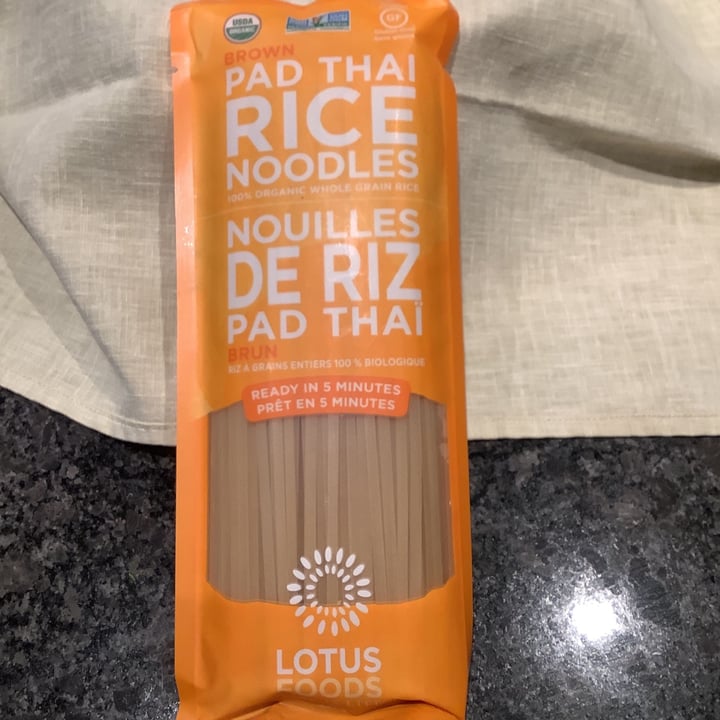 USDA
ORGANIC
GF
BROWN
PAD THAI
RICE
NOODLES
100% ORGANIC WHOLE GRAIN RICE
NOUILLES
DE RIZ
PAD THAÏ
BRUN
RIZ À GRAINS ENTIERS 100 % BIOLOGIQUE
READY IN 5 MINUTES
PRÊT EN 5 MINUTES
LOTUS
FOODS